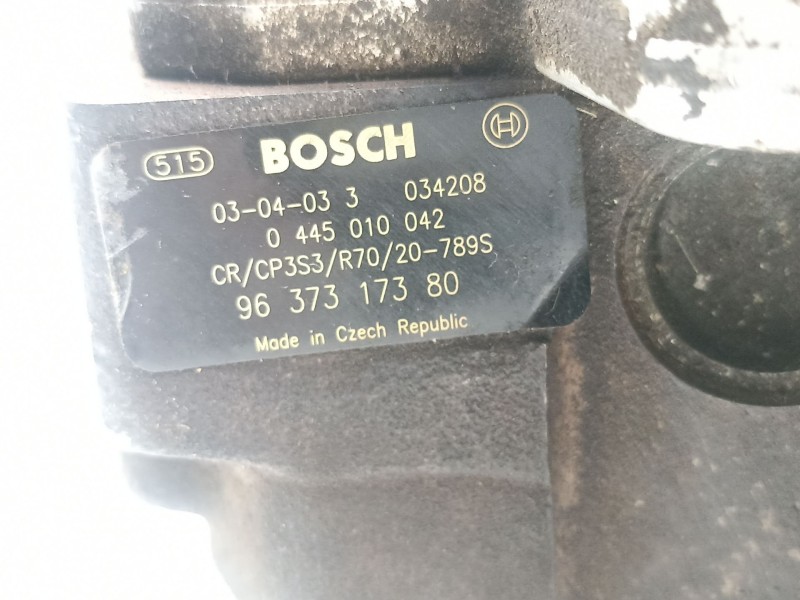 515 BOSCH
03-04-03 3 034208
0 445 010 042
CR/CP3S3/R70/20-789S
96 373 173 80
Made in Czech Republic